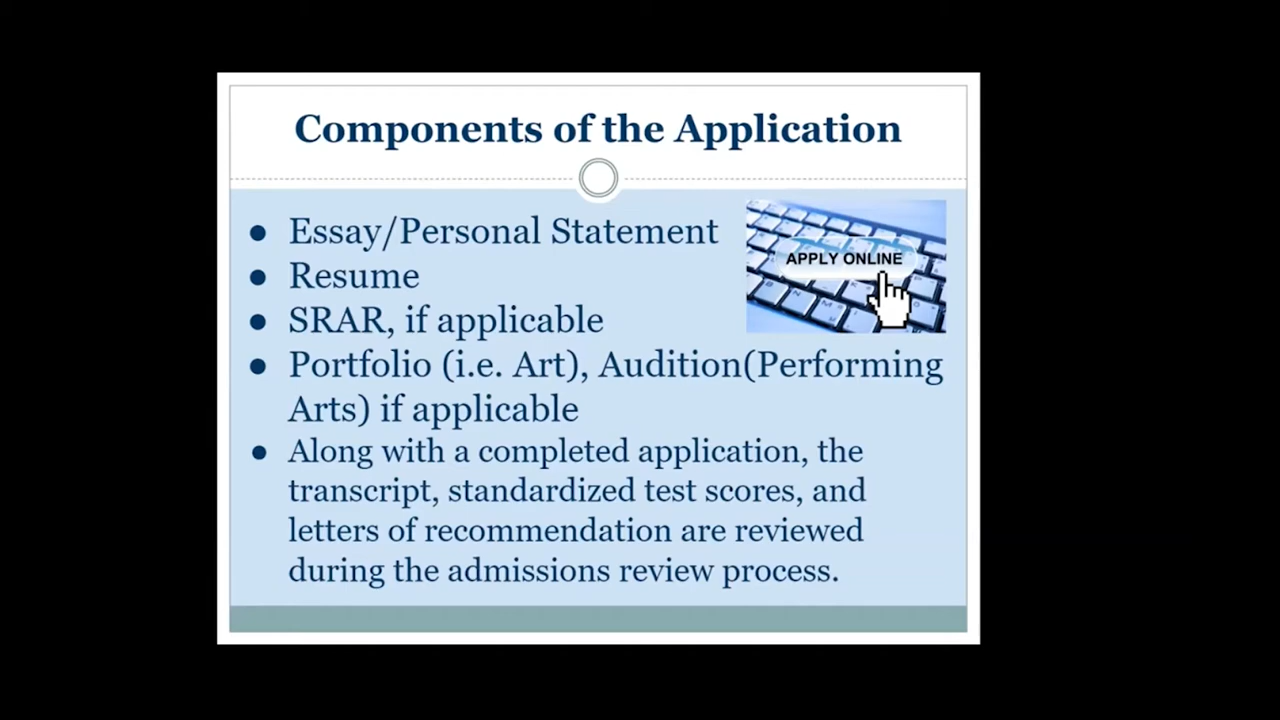 Components of the Application
● Essay/Personal Statement
APPLY ONLINE
● Resume
● SRAR, if applicable
● Portfolio (i.e. Art), Audition(Performing
Arts) if applicable
● Along with a completed application, the
transcript, standardized test scores, and
letters of recommendation are reviewed
during the admissions review process.